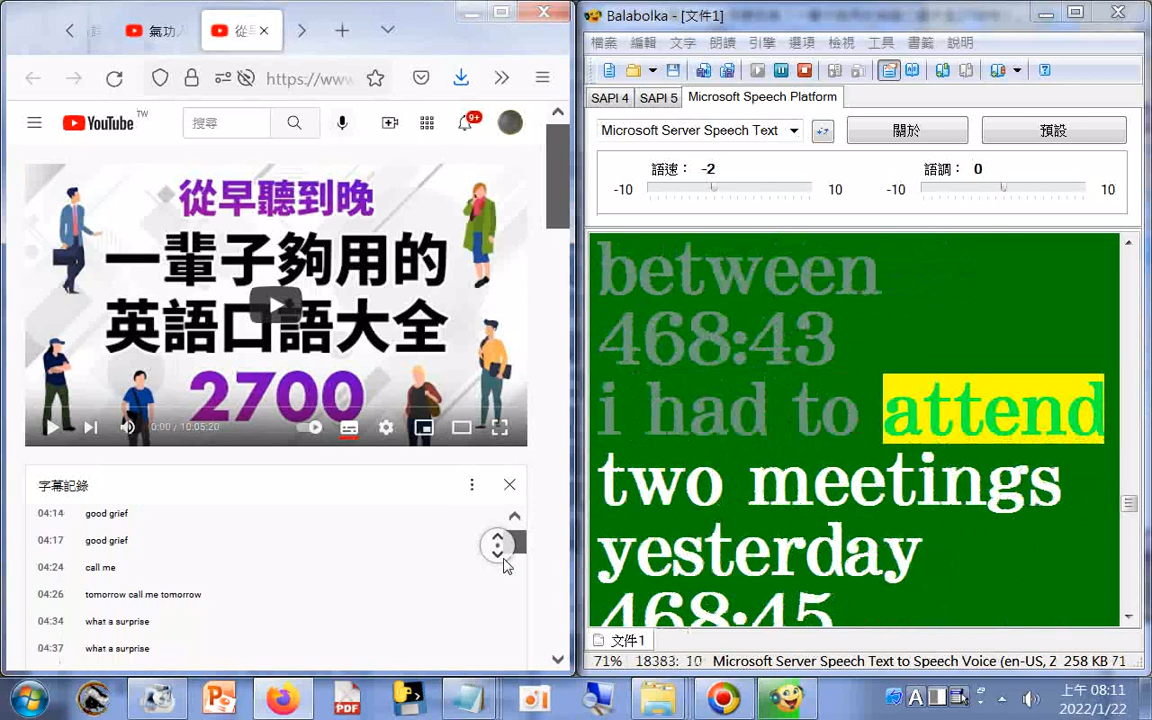 氣功人
從
https://www
YouTube TW
搜尋
9+
從早聽到晚
一輩子夠用的
英語口語大全
2700
0:00 / 10:05:20
字幕記錄
04:14 good grief
04:17 good grief
04:24 call me
04:26 tomorrow call me tomorrow
04:34 what a surprise
04:37 what a surprise
Balabolka - [文件1]
檔案 編輯 文字 朗讀 引擎 選項 檢視 工具 書籤 說明
SAPI 4 SAPI 5 Microsoft Speech Platform
Microsoft Server Speech Text 關於 預設
語速： -2 語調： 0
-10 10 -10 10
between
468:43
i had to attend
two meetings
yesterday
468:45
文件1
71% 18383: 10 Microsoft Server Speech Text to Speech Voice (en-US, 2 258 KB 71
PDF
A
上午 08:11
2022/1/22